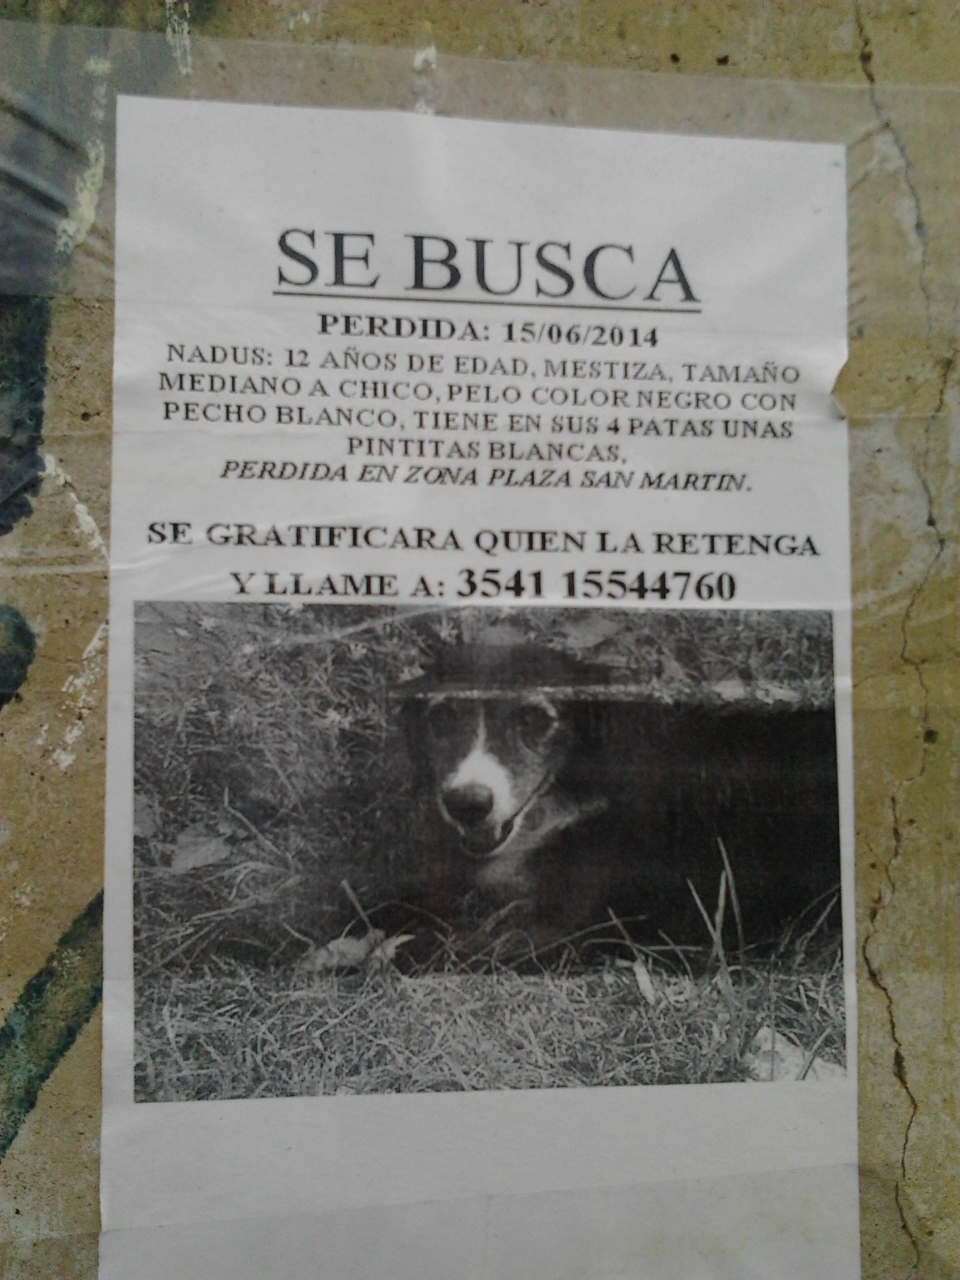 SE BUSCA
PERDIDA: 15/06/2014
NADUS: 12 AÑOS DE EDAD, MESTIZA, TAMAÑO
MEDIANO A CHICO, PELO COLOR NEGRO CON
PECHO BLANCO, TIENE EN SUS 4 PATAS UNAS
PINTITAS BLANCAS,
PERDIDA EN ZONA PLAZA SAN MARTIN.
SE GRATIFICARA QUIEN LA RETENGA
Y LLAME A: 3541 15544760